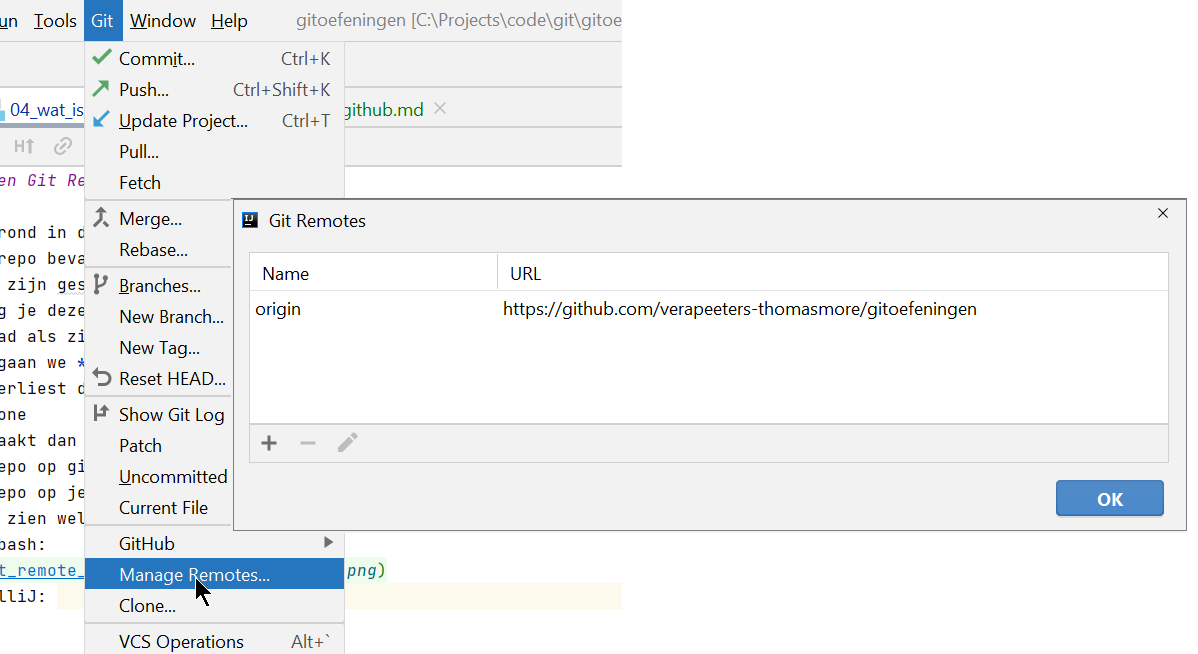 un Tools Git Window Help gitoefeningen [C:\Projects\code\git\gitoe
Commit... Ctrl+K
Push... Ctrl+Shift+K
04_wat_is github.md
Update Project... Ctrl+T
H
Pull...
en Git Re
Fetch
Merge...
Git Remotes
rond in d
Rebase...
repo beva
Name URL
zijn ges
Branches...
origin https://github.com/verapeeters-thomasmore/gitoefeningen
g je deze
New Branch...
ad als zi
New Tag...
gaan we *
Reset HEAD...
erliest d
one
Show Git Log
aakt dan
Patch
epo op gi
Uncommitted
epo op je
OK
Current File
zien wel
bash:
GitHub
t_remote_ png)
Manage Remotes...
lliJ:
Clone...
VCS Operations Alt+`